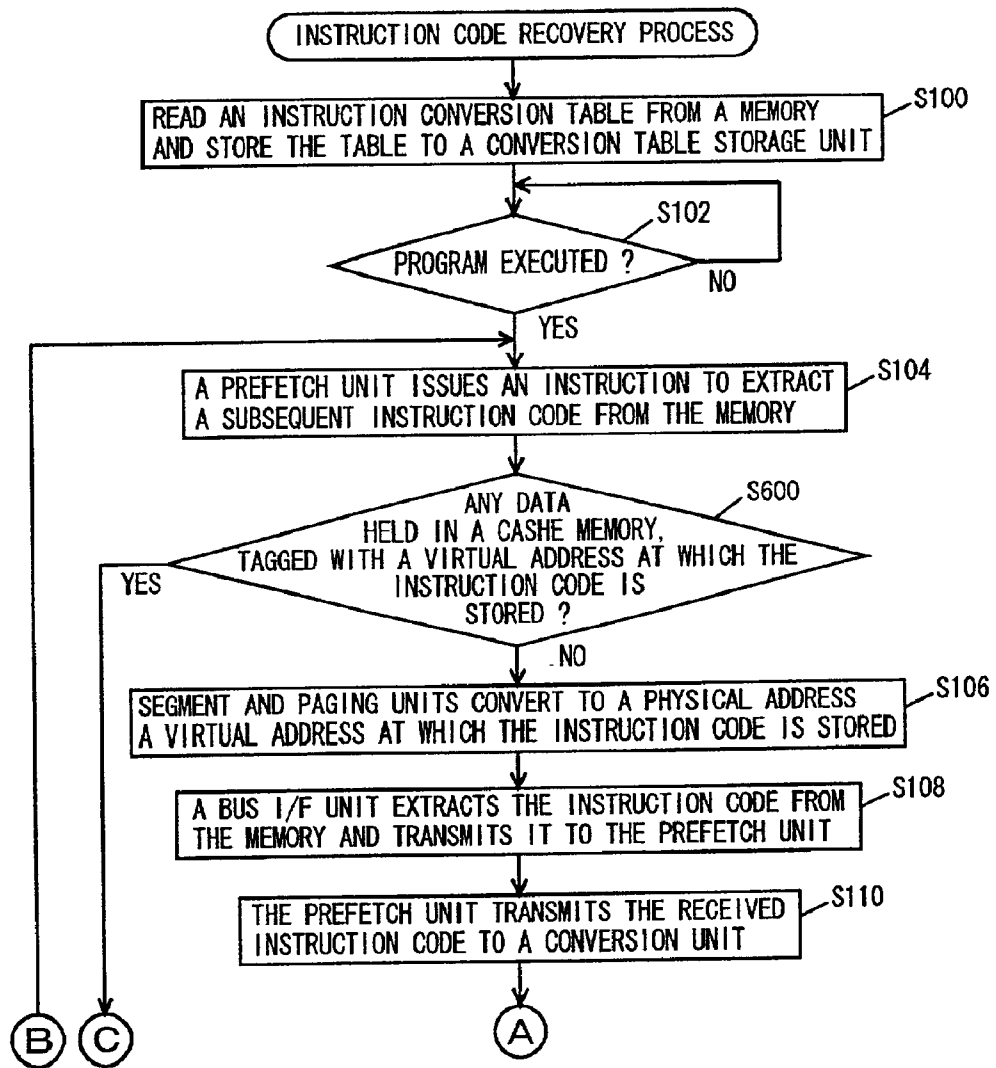 INSTRUCTION CODE RECOVERY PROCESS
S100
READ AN INSTRUCTION CONVERSION TABLE FROM A MEMORY
AND STORE THE TABLE TO A CONVERSION TABLE STORAGE UNIT
S102
PROGRAM EXECUTED ?
NO
YES
S104
A PREFETCH UNIT ISSUES AN INSTRUCTION TO EXTRACT
A SUBSEQUENT INSTRUCTION CODE FROM THE MEMORY
S600
ANY DATA
HELD IN A CASHE MEMORY,
TAGGED WITH A VIRTUAL ADDRESS AT WHICH THE
INSTRUCTION CODE IS
STORED ?
YES
NO
S106
SEGMENT AND PAGING UNITS CONVERT TO A PHYSICAL ADDRESS
A VIRTUAL ADDRESS AT WHICH THE INSTRUCTION CODE IS STORED
S108
A BUS I/F UNIT EXTRACTS THE INSTRUCTION CODE FROM
THE MEMORY AND TRANSMITS IT TO THE PREFETCH UNIT
S110
THE PREFETCH UNIT TRANSMITS THE RECEIVED
INSTRUCTION CODE TO A CONVERSION UNIT
B C A